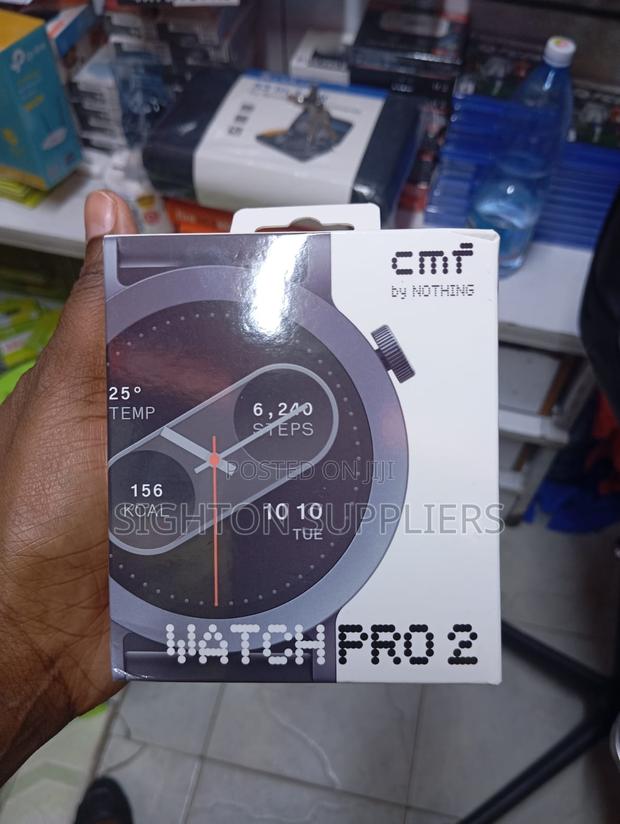 cmf
by NOTHING
25°
TEMP
6,240
STEPS
POSTED ON JIJI
156
KCAL
10 10
TUE
SIGHTON SUPPLIERS
WATCH PRO 2